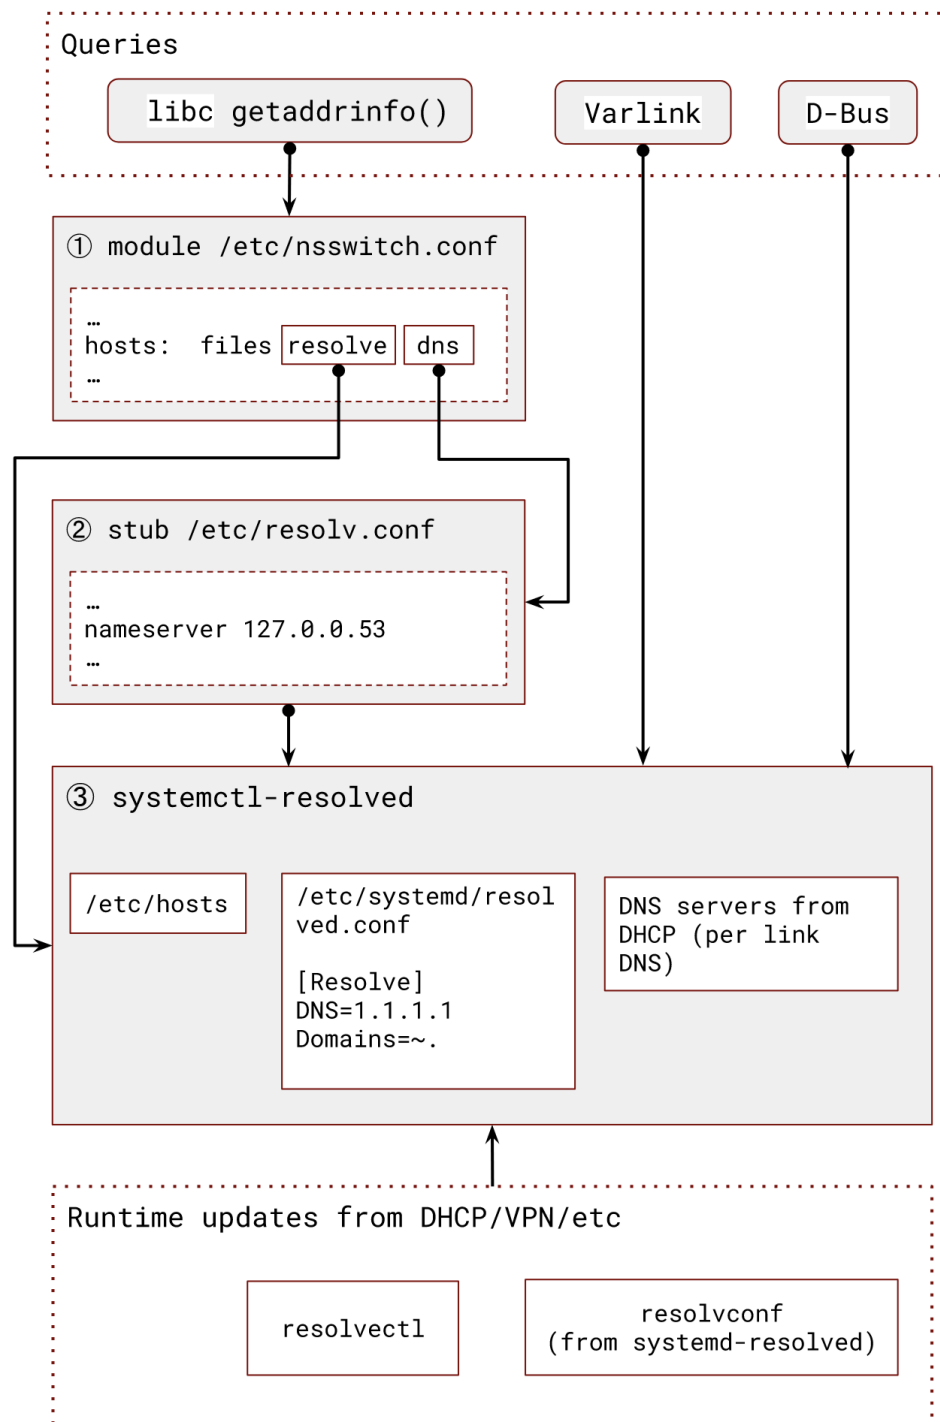 Queries
libc getaddrinfo()
Varlink
D-Bus
① module /etc/nsswitch.conf
…
hosts:  files resolve dns
…
② stub /etc/resolv.conf
…
nameserver 127.0.0.53
…
③ systemctl-resolved
/etc/hosts
/etc/systemd/resol
ved.conf
[Resolve]
DNS=1.1.1.1
Domains=~.
DNS servers from
DHCP (per link
DNS)
Runtime updates from DHCP/VPN/etc
resolvectl
resolvconf
(from systemd-resolved)